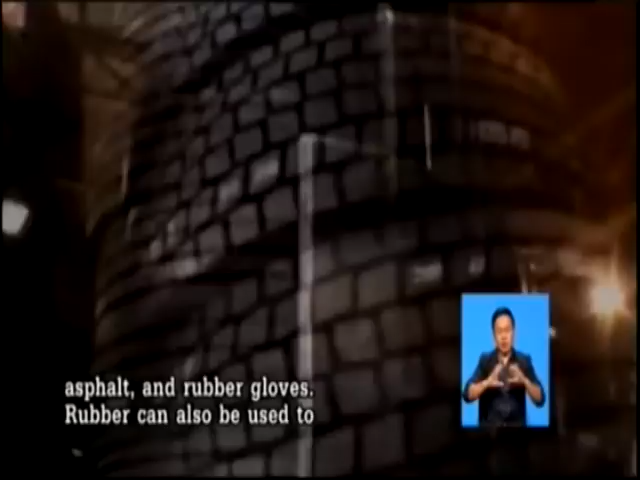 asphalt, and rubber gloves.
Rubber can also be used to